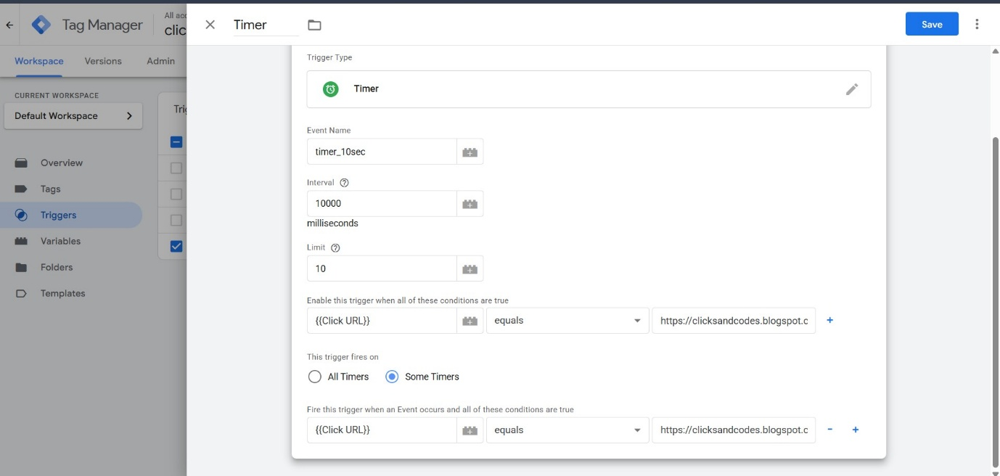 Timer
Save
Tag Manager
All acc
clic
Workspace Versions Admin
CURRENT WORKSPACE
Default Workspace
Trig
Overview
Tags
Triggers
Variables
Folders
Templates
Trigger Type
Timer
Event Name
timer_10sec
Interval
10000
milliseconds
Limit
10
Enable this trigger when all of these conditions are true
{{Click URL}} equals https://clicksandcodes.blogspot.c
This trigger fires on
All Timers Some Timers
Fire this trigger when an Event occurs and all of these conditions are true
{{Click URL}} equals https://clicksandcodes.blogspot.c